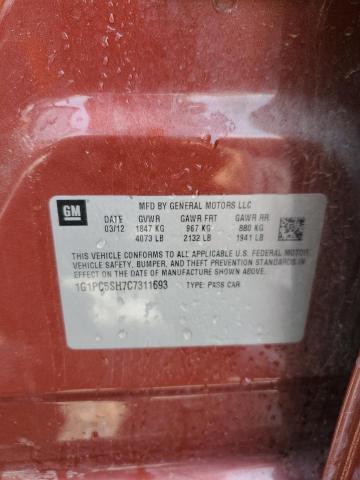 MFD BY GENERAL MOTORS LLC
GM
DATE GVWR GAWR FRT GAWR RR
03/12 1847 KG 967 KG 880 KG
4073 LB 2132 LB 1941 LB
THIS VEHICLE CONFORMS TO ALL APPLICABLE U.S. FEDERAL MOTOR
VEHICLE SAFETY, BUMPER, AND THEFT PREVENTION STANDARDS
IN EFFECT ON THE DATE OF MANUFACTURE SHOWN ABOVE.
1G1PC5SH7C7311693 TYPE: PASS CAR